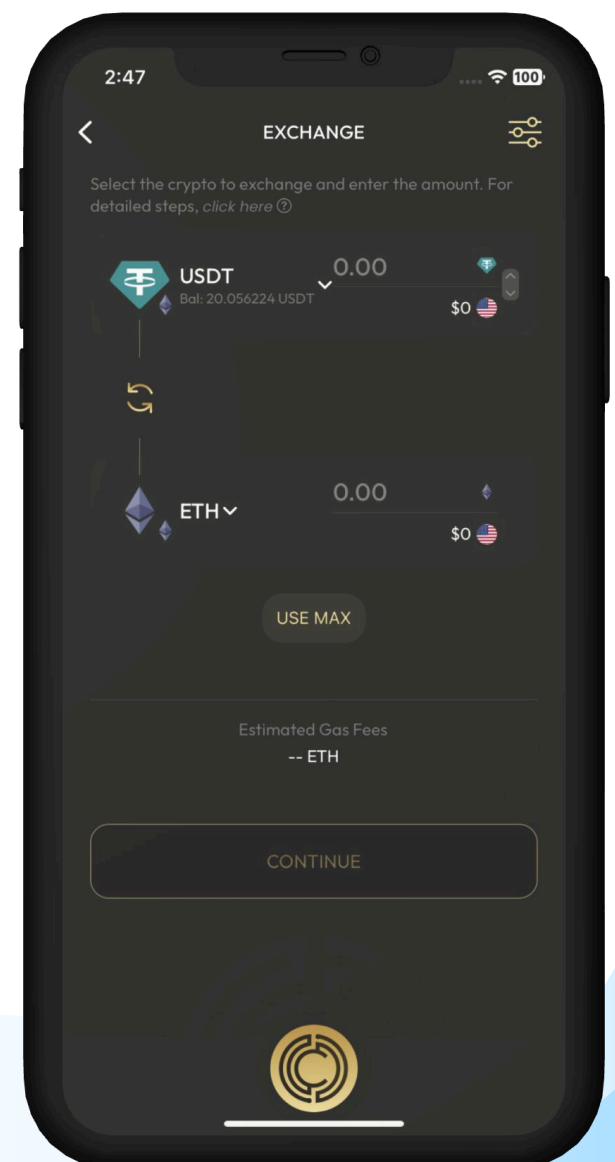 2:47
100
EXCHANGE
Select the crypto to exchange and enter the amount. For
detailed steps, click here ?
USDT
0.00
Bal: 20.056224 USDT
$0
ETH
0.00
$0
USE MAX
Estimated Gas Fees
-- ETH
CONTINUE